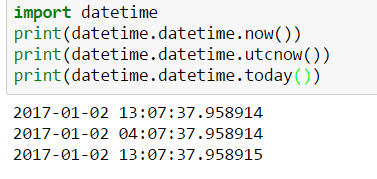 import datetime
print(datetime.datetime.now())
print(datetime.datetime.utcnow())
print(datetime.datetime.today())
2017-01-02 13:07:37.958914
2017-01-02 04:07:37.958914
2017-01-02 13:07:37.958915